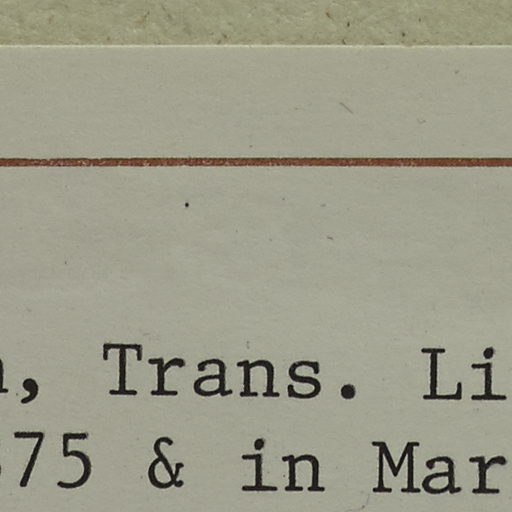 , Trans. Li
75 & in Mar